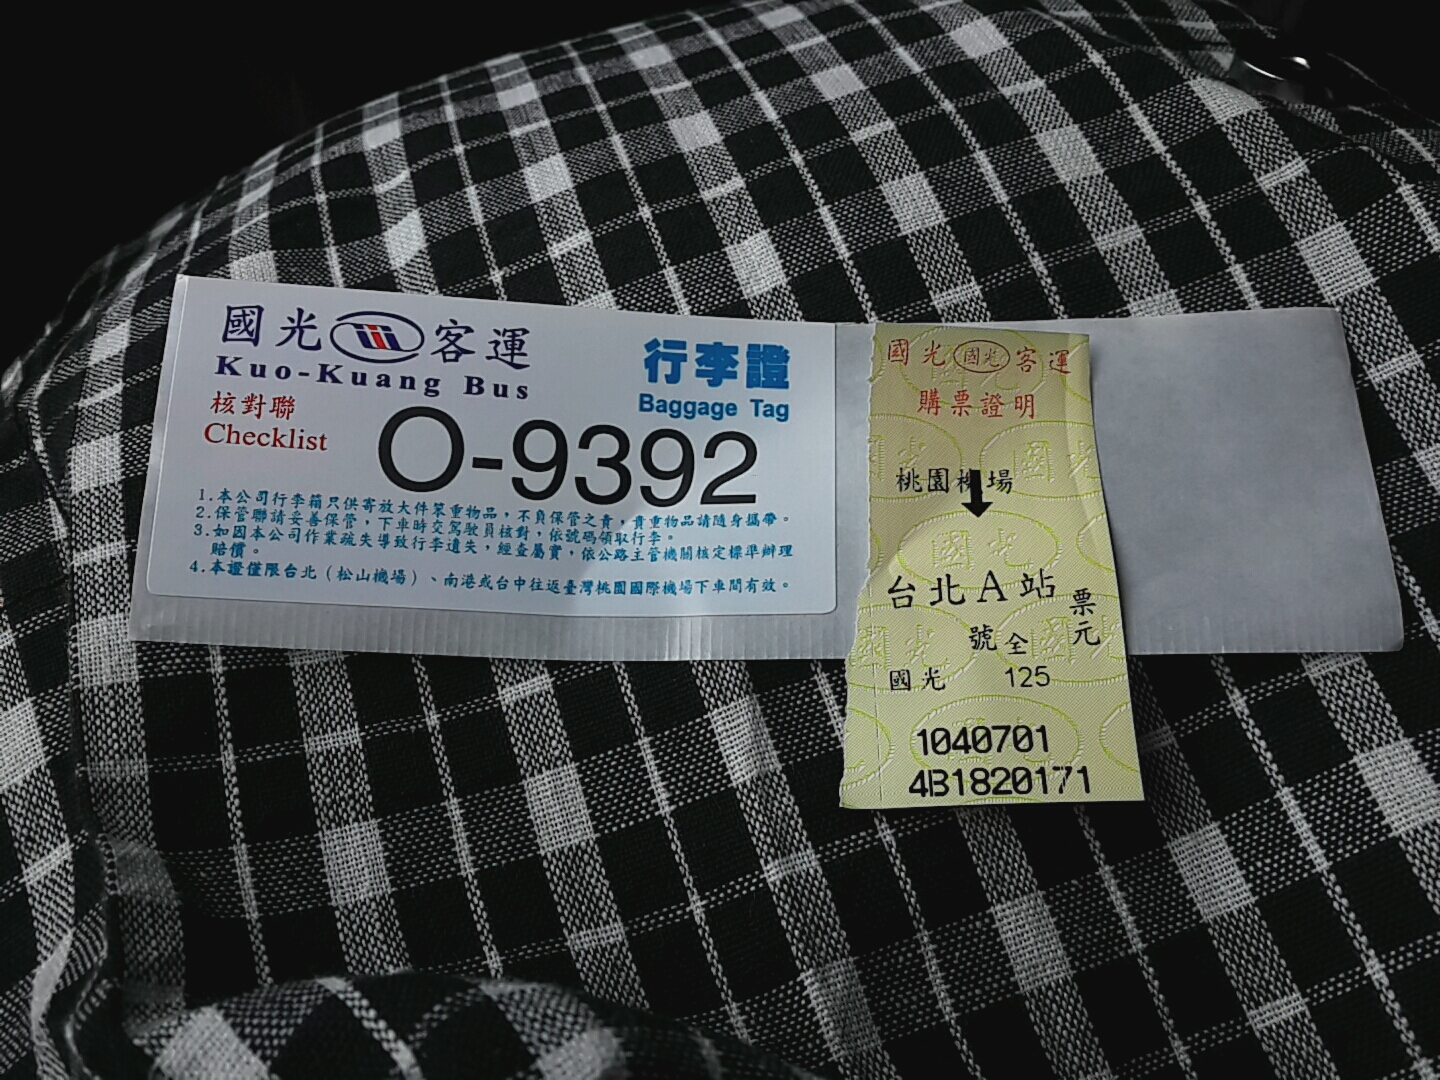 國光客運
Kuo-Kuang Bus
行李證
Baggage Tag
核對聯
Checklist
O-9392
1.本公司行李箱只供寄放大件笨重物品，不負保管之責，貴重物品請隨身攜帶。
2.保管聯請妥善保管，下車時交駕駛員核對，依號碼領取行李。
3.如因本公司作業疏失導致行李遺失，經查屬實，依公路主管機關核定標準辦理
賠償。
4.本證僅限台北（松山機場）、南港或台中往返臺灣桃園國際機場下車間有效。
國光 國光 客運
購票證明
桃園機場
台北A站
號 全 票元
國光 125
1040701
4B1820171